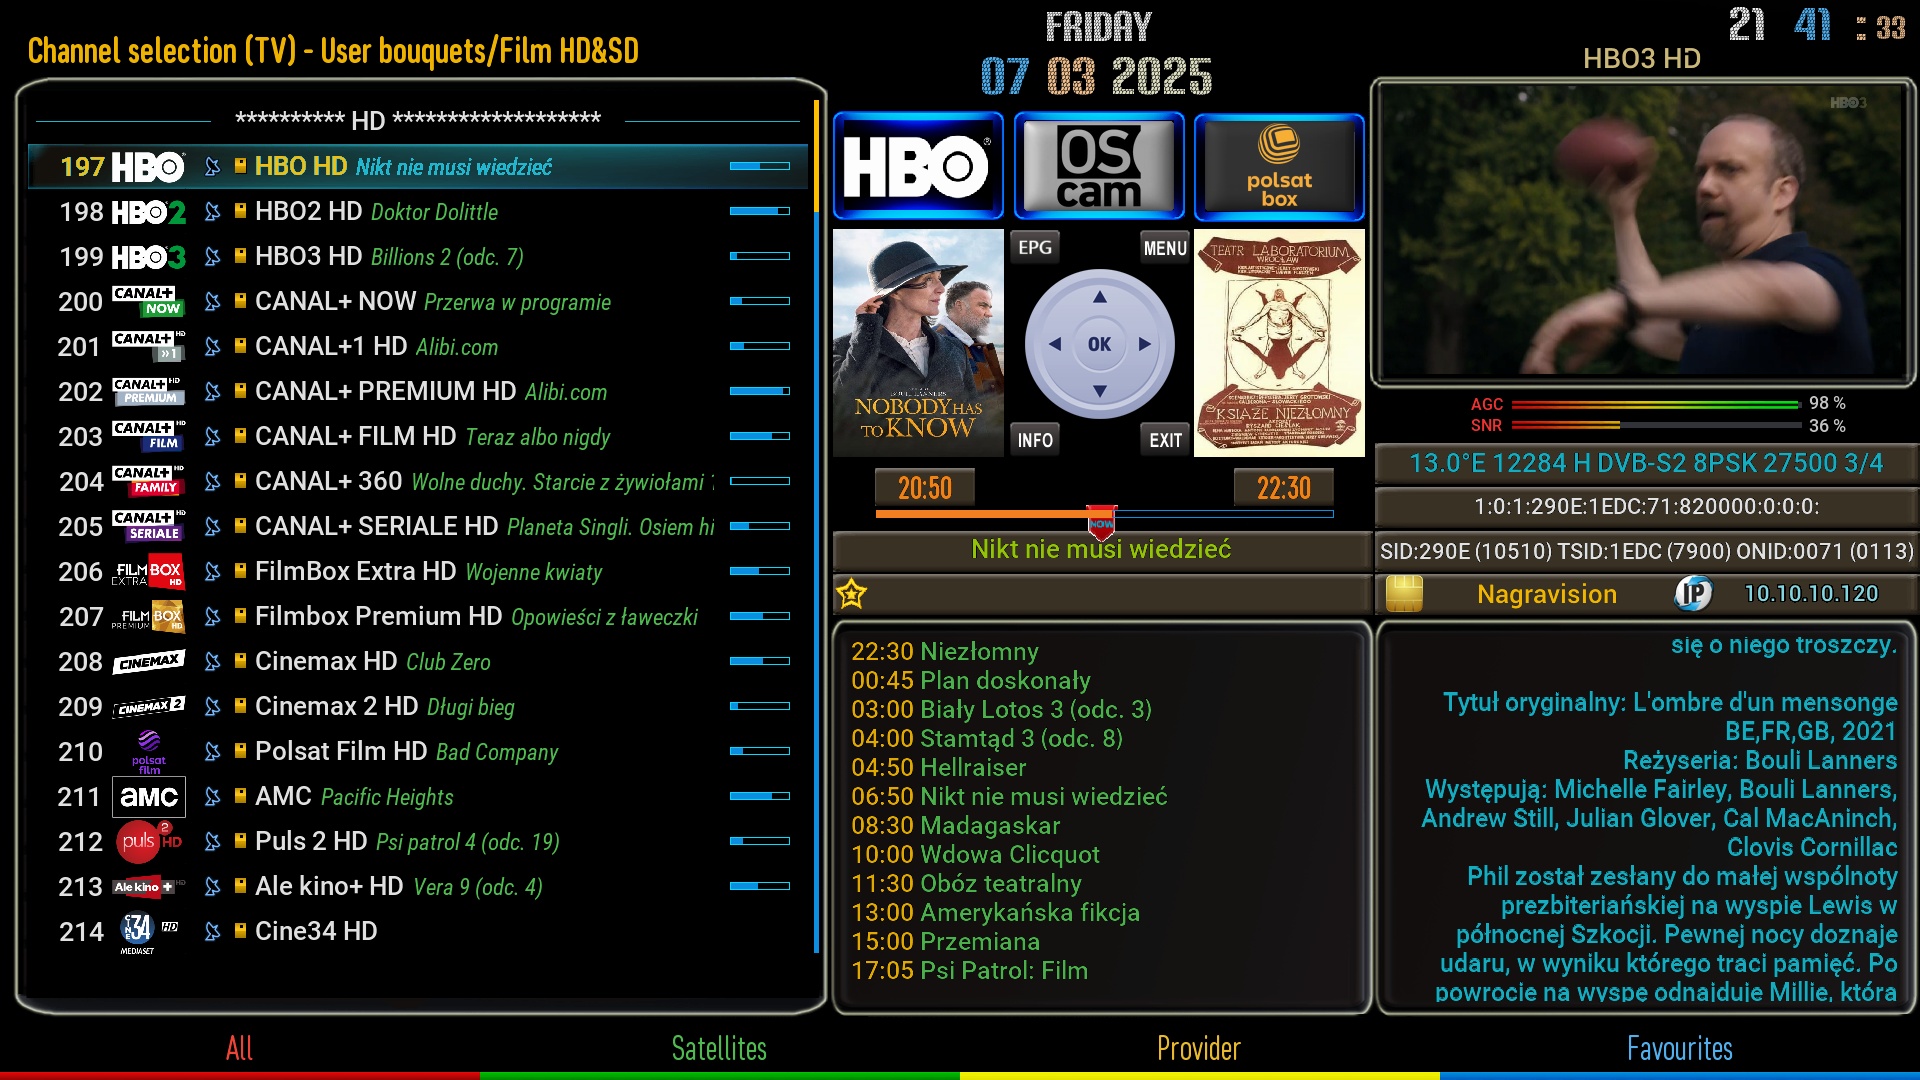 Channel selection (TV) - User bouquets/Film HD&SD
FRIDAY
07 03 2025
21 41 : 33
HBO3 HD
********** HD *******************
197 HBO HBO HD Nikt nie musi wiedzieć
198 HBO2 HBO2 HD Doktor Dolittle
199 HBO3 HBO3 HD Billions 2 (odc. 7)
200 CANAL+ NOW CANAL+ NOW Przerwa w programie
201 CANAL+ HD »1 CANAL+1 HD Alibi.com
202 CANAL+ HD PREMIUM CANAL+ PREMIUM HD Alibi.com
203 CANAL+ HD FILM CANAL+ FILM HD Teraz albo nigdy
204 CANAL+ HD FAMILY CANAL+ 360 Wolne duchy. Starcie z żywiołami
205 CANAL+ HD SERIALE CANAL+ SERIALE HD Planeta Singli. Osiem hi
206 FILMBOX EXTRA HD FilmBox Extra HD Wojenne kwiaty
207 FILMBOX PREMIUM HD Filmbox Premium HD Opowieści z ławeczki
208 CINEMAX Cinemax HD Club Zero
209 CINEMAX 2 Cinemax 2 HD Długi bieg
210 polsat film Polsat Film HD Bad Company
211 amc AMC Pacific Heights
212 puls 2 HD Puls 2 HD Psi patrol 4 (odc. 19)
213 Ale kino+ HD Ale kino+ HD Vera 9 (odc. 4)
214 CINE 34 HD MEDIASET Cine34 HD
HBO®
OS
cam
polsat
box
NOBODY HAS
TO KNOW
EPG
MENU
OK
INFO
EXIT
TEATR LABORATORIUM
WROCŁAW
KSIĄŻE NIEZŁOMNY
20:50
22:30
NOW
Nikt nie musi wiedzieć
22:30 Niezłomny
00:45 Plan doskonały
03:00 Biały Lotos 3 (odc. 3)
04:00 Stamtąd 3 (odc. 8)
04:50 Hellraiser
06:50 Nikt nie musi wiedzieć
08:30 Madagaskar
10:00 Wdowa Clicquot
11:30 Obóz teatralny
13:00 Amerykańska fikcja
15:00 Przemiana
17:05 Psi Patrol: Film
HBO3
AGC 98 %
SNR 36 %
13.0°E 12284 H DVB-S2 8PSK 27500 3/4
1:0:1:290E:1EDC:71:820000:0:0:0:
SID:290E (10510) TSID:1EDC (7900) ONID:0071 (0113)
Nagravision IP 10.10.10.120
się o niego troszczy.
Tytuł oryginalny: L'ombre d'un mensonge
BE,FR,GB, 2021
Reżyseria: Bouli Lanners
Występują: Michelle Fairley, Bouli Lanners,
Andrew Still, Julian Glover, Cal MacAninch,
Clovis Cornillac
Phil został zesłany do małej wspólnoty
prezbiteriańskiej na wyspie Lewis w
północnej Szkocji. Pewnej nocy doznaje
udaru, w wyniku którego traci pamięć. Po
powrocie na wyspę odnajduje Millie, która
All
Satellites
Provider
Favourites